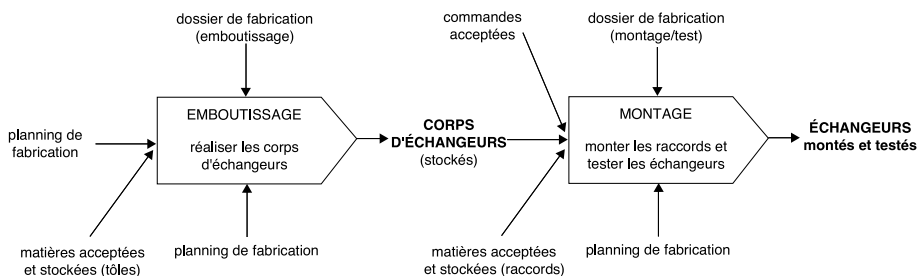 dossier de fabrication
(emboutissage)
commandes
acceptées
dossier de fabrication
(montage/test)
EMBOUTISSAGE
réaliser les corps
d'échangeurs
planning de
fabrication
CORPS
D'ÉCHANGEURS
(stockés)
MONTAGE
monter les raccords et
tester les échangeurs
ÉCHANGEURS
montés et testés
matières acceptées
et stockées (tôles)
planning de fabrication
matières acceptées
et stockées (raccords)
planning de fabrication